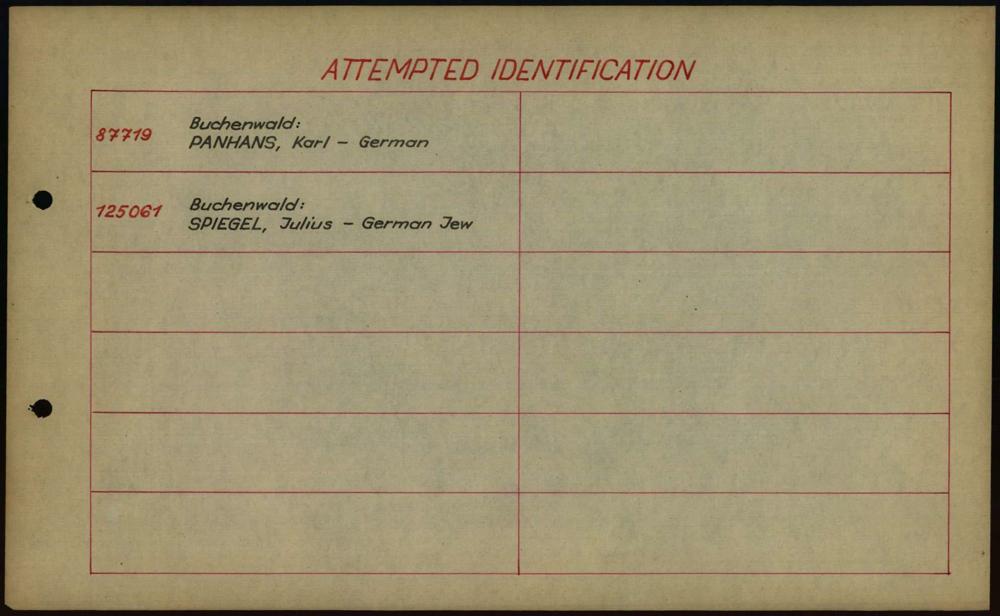 ATTEMPTED IDENTIFICATION
87719
Buchenwald:
PANHANS, Karl – German
125061
Buchenwald:
SPIEGEL, Julius – German Jew